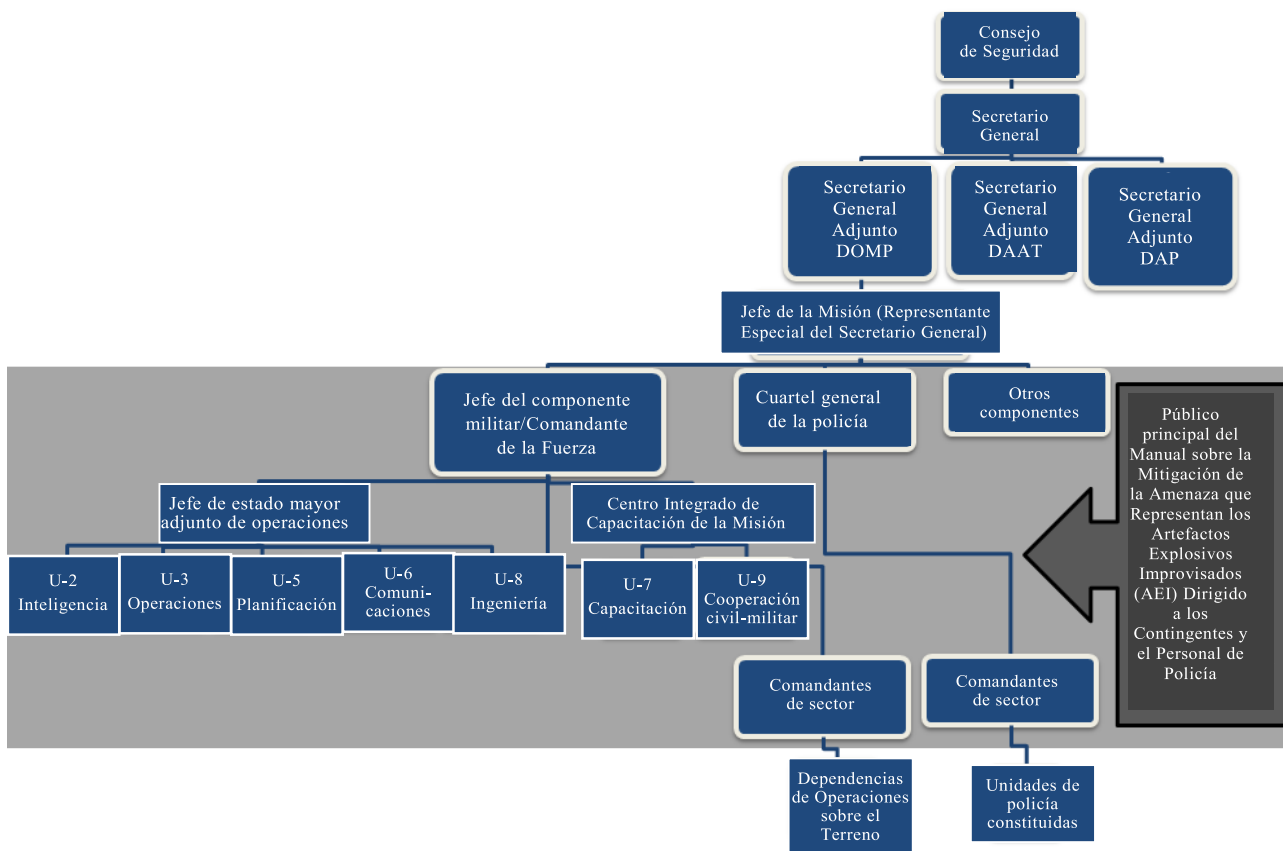 Consejo
de Seguridad
Secretario
General
Secretario
General
Adjunto
DOMP
Secretario
General
Adjunto
DAAT
Secretario
General
Adjunto
DAP
Jefe de la Misión (Representante
Especial del Secretario General)
Jefe del componente
militar/Comandante
de la Fuerza
Cuartel general
de la policía
Otros
componentes
Público
principal del
Manual sobre la
Mitigación de
la Amenaza que
Representan los
Artefactos
Explosivos
Improvisados
(AEI) Dirigido
a los
Contingentes y
el Personal de
Policía
Jefe de estado mayor
adjunto de operaciones
Centro Integrado de
Capacitación de la Misión
U-2
Inteligencia
U-3
Operaciones
U-5
Planificación
U-6
Comuni-
caciones
U-8
Ingeniería
U-7
Capacitación
U-9
Cooperación
civil-militar
Comandantes
de sector
Comandantes
de sector
Dependencias
de Operaciones
sobre el
Terreno
Unidades de
policía
constituidas